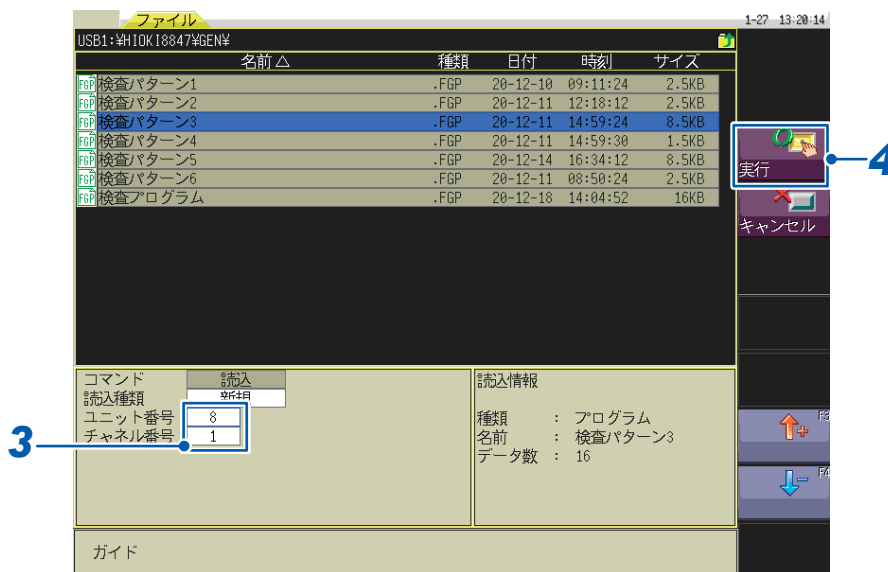 ファイル
1-27 13:20:14
USB1:¥HIOKI8847¥GEN¥
名前△ 種類 日付 時刻 サイズ
FGP 検査パターン1 .FGP 20-12-10 09:11:24 2.5KB
FGP 検査パターン2 .FGP 20-12-11 12:18:12 2.5KB
FGP 検査パターン3 .FGP 20-12-11 14:59:24 8.5KB
FGP 検査パターン4 .FGP 20-12-11 14:59:30 1.5KB
FGP 検査パターン5 .FGP 20-12-14 16:34:12 8.5KB
FGP 検査パターン6 .FGP 20-12-11 08:50:24 2.5KB
FGP 検査プログラム .FGP 20-12-18 14:04:52 16KB
実行
4
キャンセル
コマンド 読込
読込種類 新規
ユニット番号 8
チャネル番号 1
3
読込情報
種類 : プログラム
名前 : 検査パターン3
データ数 : 16
F3
F4
ガイド